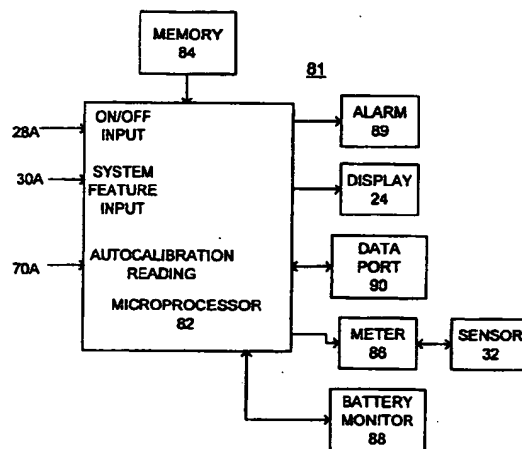 MEMORY
84
81
ON/OFF
INPUT
28A
SYSTEM
FEATURE
INPUT
30A
AUTOCALIBRATION
READING
70A
MICROPROCESSOR
82
ALARM
89
DISPLAY
24
DATA
PORT
90
METER
86
SENSOR
32
BATTERY
MONITOR
88